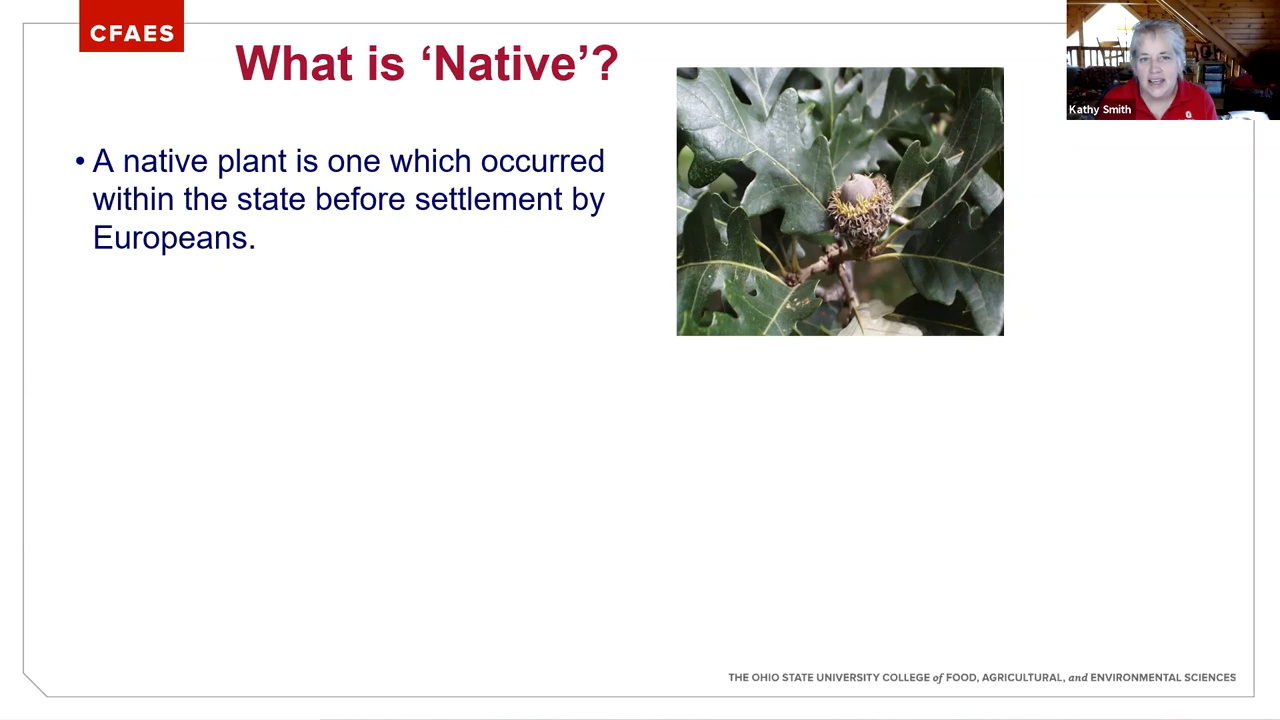 CFAES
What is ‘Native’?
Kathy Smith
• A native plant is one which occurred
within the state before settlement by
Europeans.
THE OHIO STATE UNIVERSITY COLLEGE of FOOD, AGRICULTURAL, and ENVIRONMENTAL SCIENCES